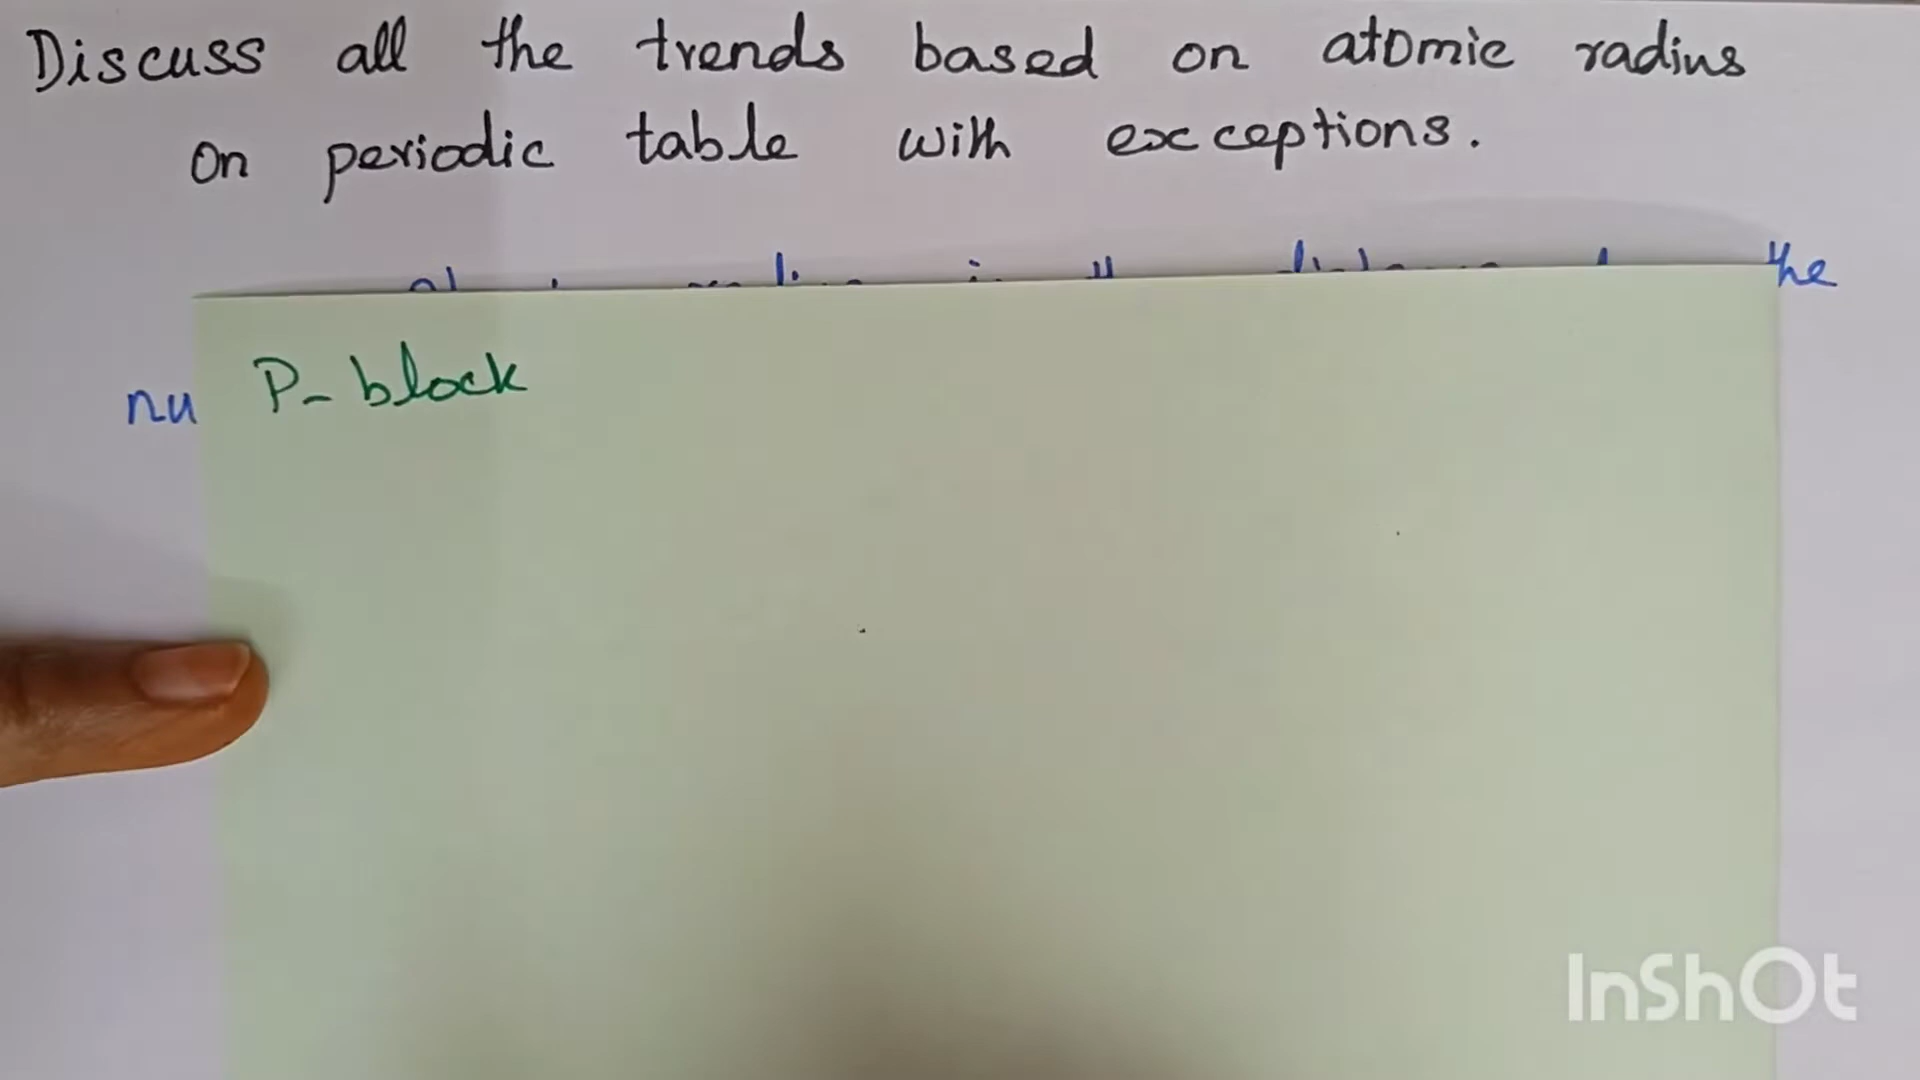 Discuss all the trends based on atomic radius
on periodic table with exceptions.
the
nu
P-block
InShOt